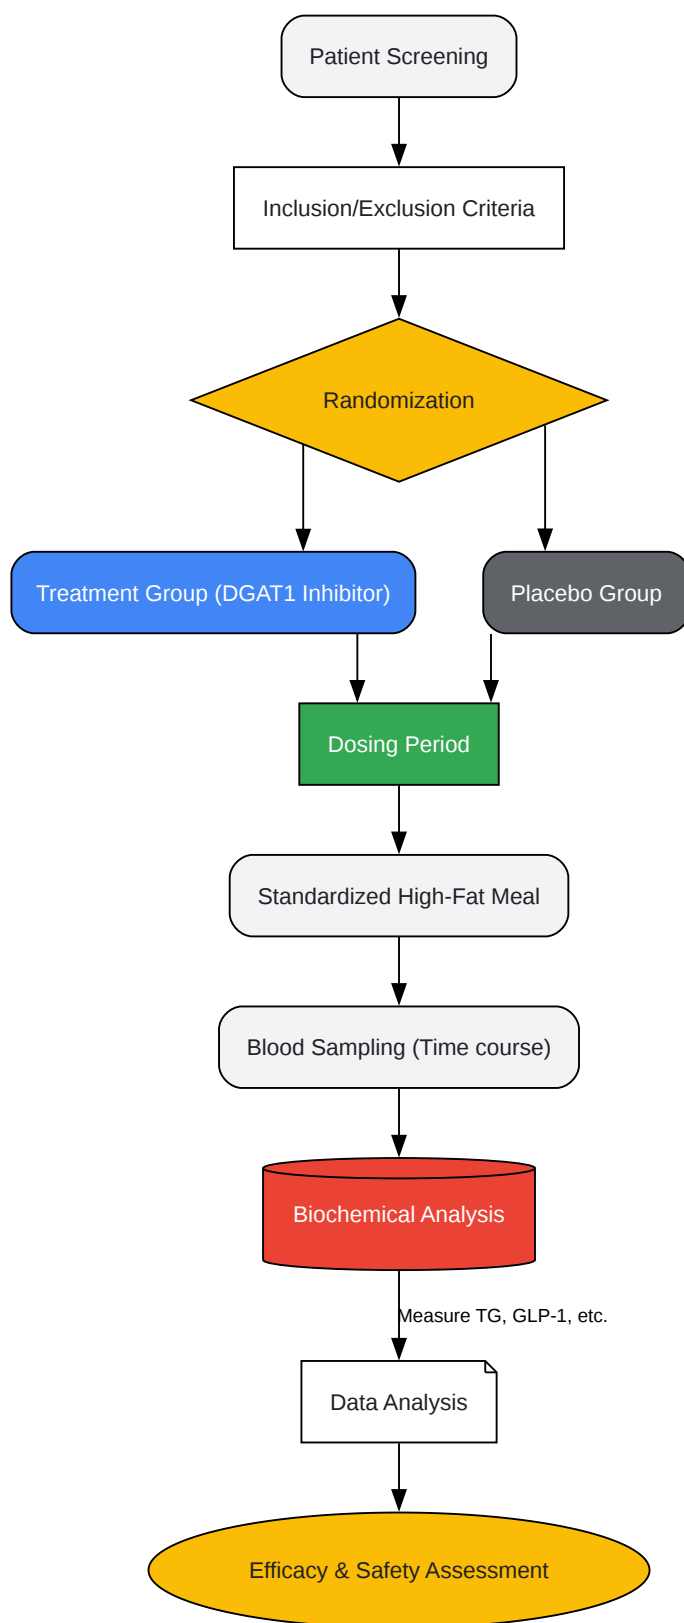 Patient Screening
Inclusion/Exclusion Criteria
Randomization
Treatment Group (DGAT1 Inhibitor)
Placebo Group
Dosing Period
Standardized High-Fat Meal
Blood Sampling (Time course)
Biochemical Analysis
Measure TG, GLP-1, etc.
Data Analysis
Efficacy & Safety Assessment